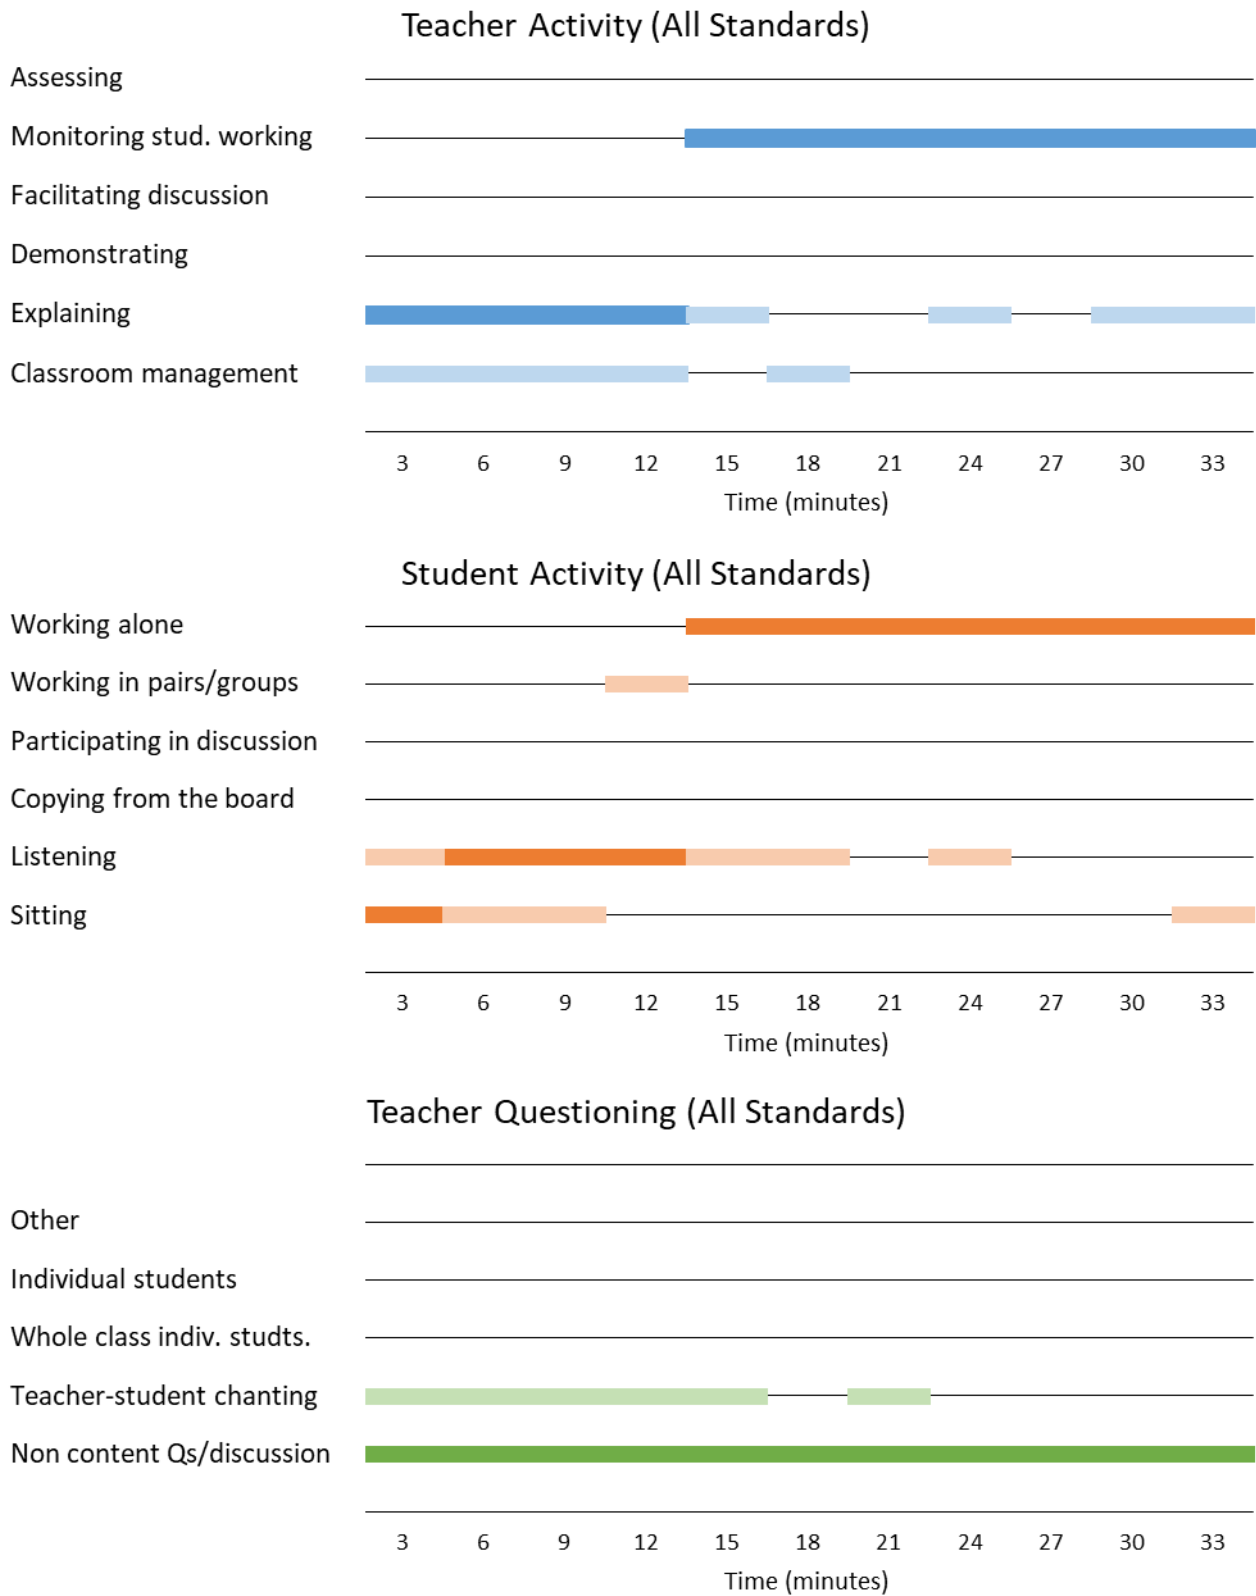 Teacher Activity (All Standards)
Assessing
Monitoring stud. working
Facilitating discussion
Demonstrating
Explaining
Classroom management
3 6 9 12 15 18 21 24 27 30 33
Time (minutes)
Student Activity (All Standards)
Working alone
Working in pairs/groups
Participating in discussion
Copying from the board
Listening
Sitting
3 6 9 12 15 18 21 24 27 30 33
Time (minutes)
Teacher Questioning (All Standards)
Other
Individual students
Whole class indiv. studts.
Teacher-student chanting
Non content Qs/discussion
3 6 9 12 15 18 21 24 27 30 33
Time (minutes)